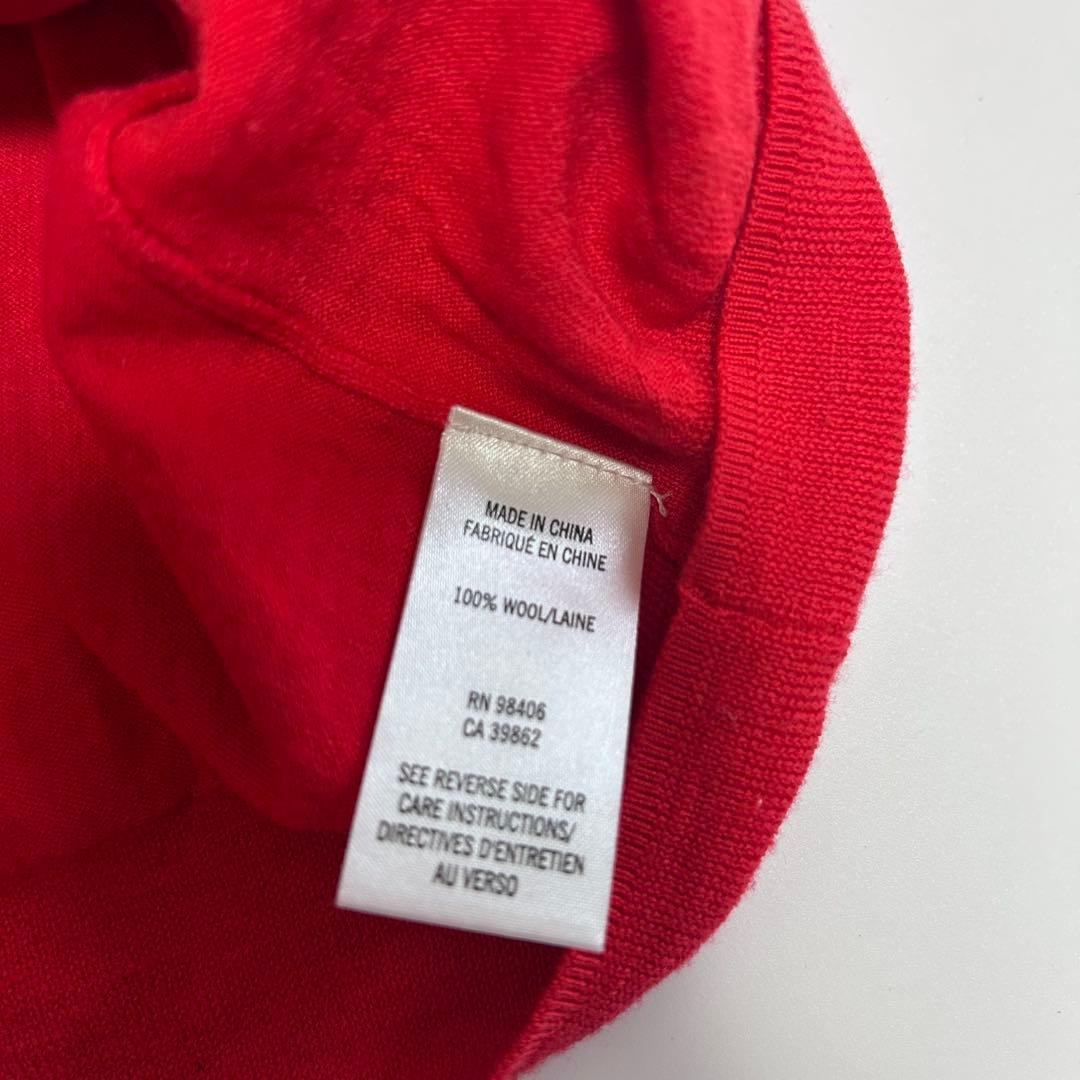 MADE IN CHINA
FABRIQUÉ EN CHINE
100% WOOL/LAINE
RN 98406
CA 39862
SEE REVERSE SIDE FOR
CARE INSTRUCTIONS/
DIRECTIVES D'ENTRETIEN
AU VERSO